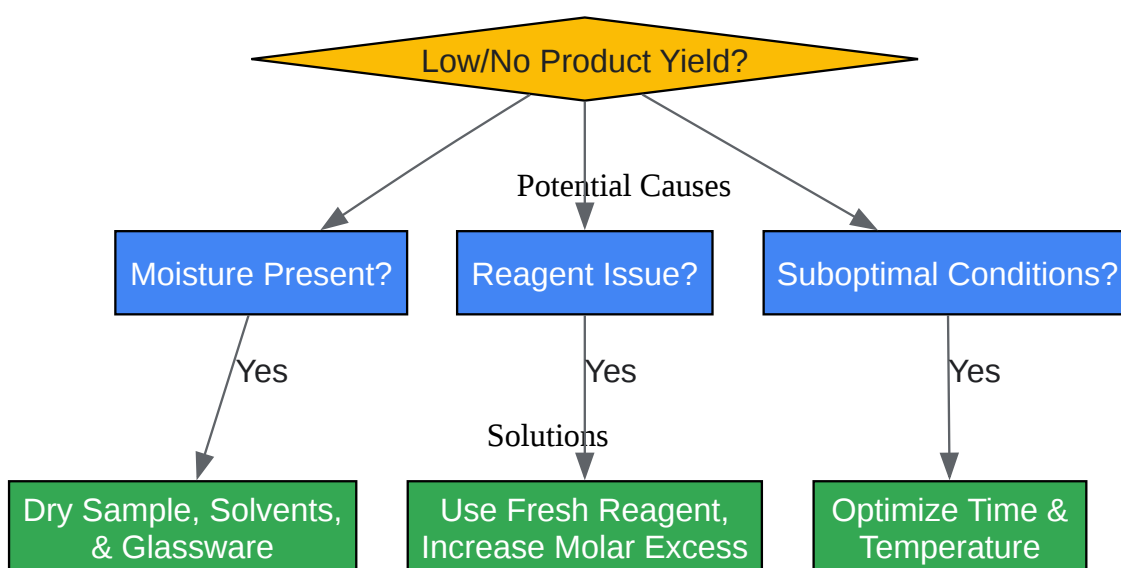 Low/No Product Yield?
Potential Causes
Moisture Present?
Reagent Issue?
Suboptimal Conditions?
Yes
Yes
Yes
Solutions
Dry Sample, Solvents,
& Glassware
Use Fresh Reagent,
Increase Molar Excess
Optimize Time &
Temperature